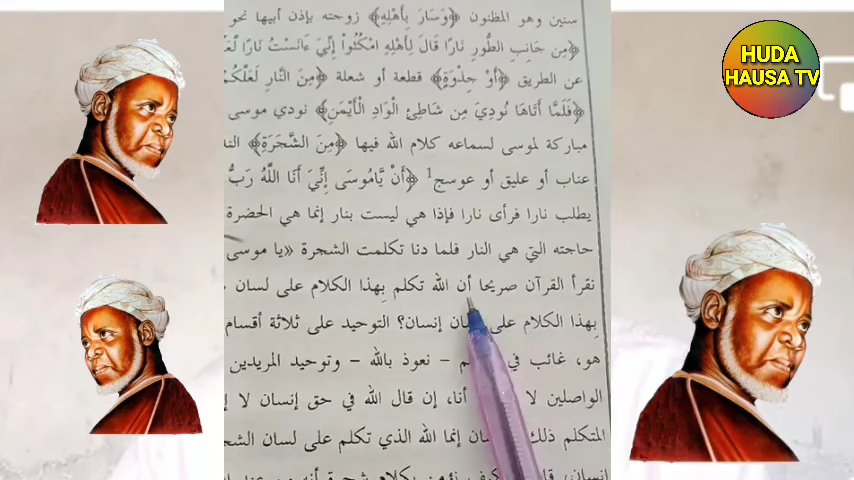 HUDA
HAUSA TV
سنين وهو المظنون ﴿وَسَارَ بِأَهْلِهِ﴾ زوجته بإذن أبيها نحو
﴿مِن جَانِبِ الطُّورِ نَارًا قَالَ لِأَهْلِهِ امْكُثُواْ إِنِّيَ ءَانَسْتُ نَارًا
عن الطريق ﴿أَوْ جِذْوَةٍ﴾ قطعة أو شعلة ﴿مِنَ النَّارِ لَعَلَّكُمْ
﴿فَلَمَّا أَتَاهَا نُودِيَ مِن شَاطِئِ الْوَادِ الْأَيْمَنِ﴾ نودي موسى
مباركة لموسى لسماعه كلام الله فيها ﴿مِنَ الشَّجَرَةِ﴾
عناب أو عليق أو عوسج1 ﴿أَنْ يَّامُوسَى إِنِّيَ أَنَا اللَّهُ رَبُّ
يطلب نارا فرأى نارا فإذا هي ليست بنار إنما هي الحضرة
حاجته التي هي النار فلما دنا تكلمت الشجرة «يا موسى
نقرأ القرآن صريحا أن الله تكلم بِهذا الكلام على لسان
بِهذا الكلام على إنسان؟ التوحيد على ثلاثة أقسام
هو، غائب في – نعوذ بالله – وتوحيد المريدين
الواصلين لا أنا، إن قال الله في حق إنسان لا
المتكلم ذلك إنما الله الذي تكلم على لسان